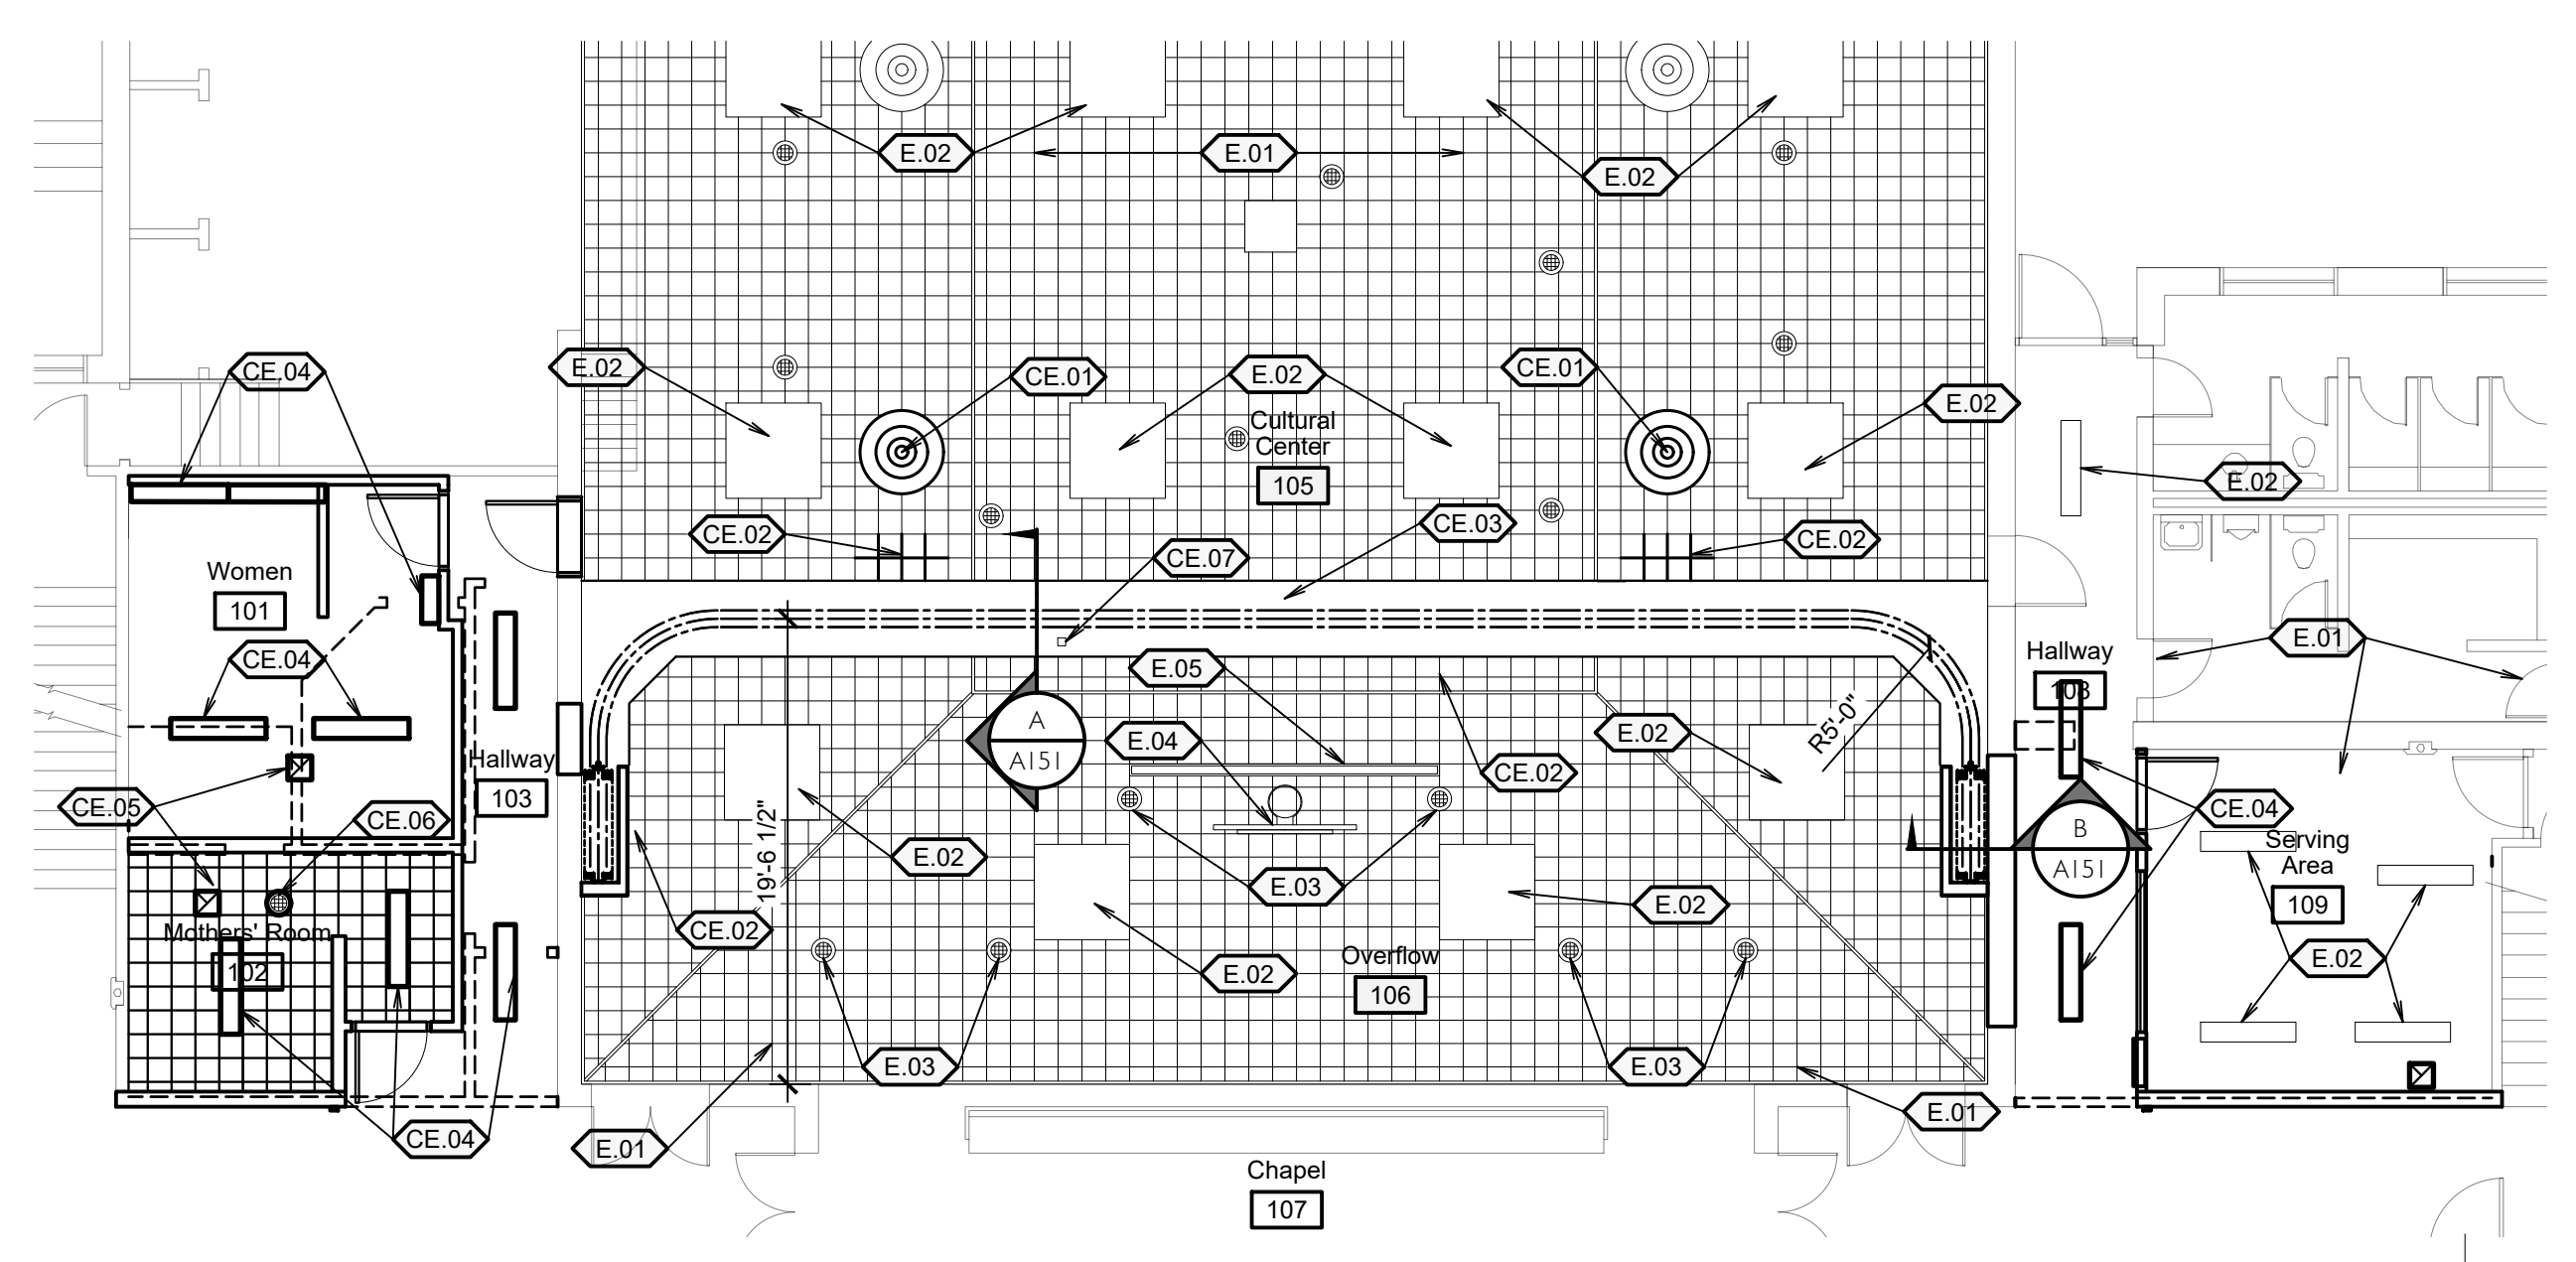 E.02
E.01
E.02
CE.04
E.02
CE.01
E.02
CE.01
E.02
Cultural
Center
105
E.02
CE.02
CE.07
CE.03
CE.02
Women
101
CE.04
E.01
Hallway
103
E.05
E.02
R5'-0"
A
A151
E.04
CE.02
Hallway
103
CE.05
CE.06
19'-6 1/2"
E.02
E.03
E.02
B
A151
CE.04
Serving
Area
109
CE.02
Mothers' Room
102
E.02
Overflow
106
E.02
E.03
E.03
CE.04
E.01
E.01
Chapel
107